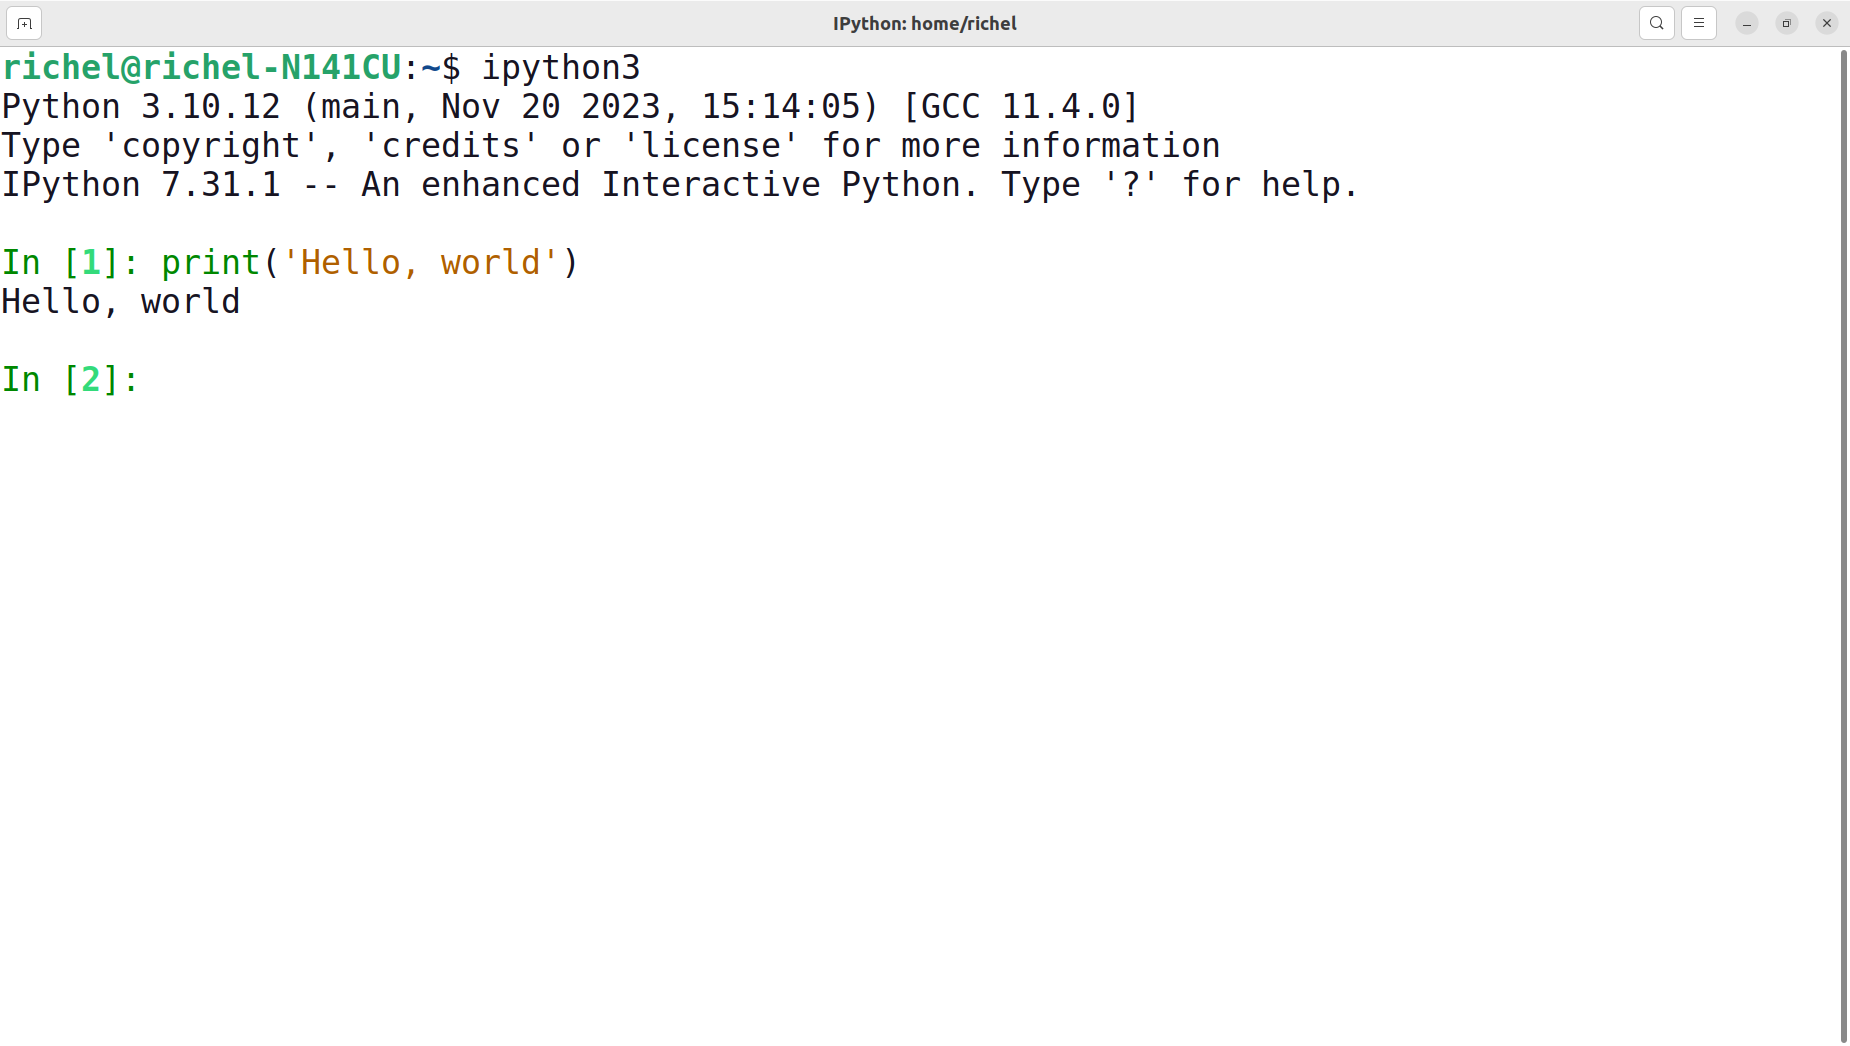 IPython: home/richel
richel@richel-N141CU:~$ ipython3
Python 3.10.12 (main, Nov 20 2023, 15:14:05) [GCC 11.4.0]
Type 'copyright', 'credits' or 'license' for more information
IPython 7.31.1 -- An enhanced Interactive Python. Type '?' for help.
In [1]: print('Hello, world')
Hello, world
In [2]: